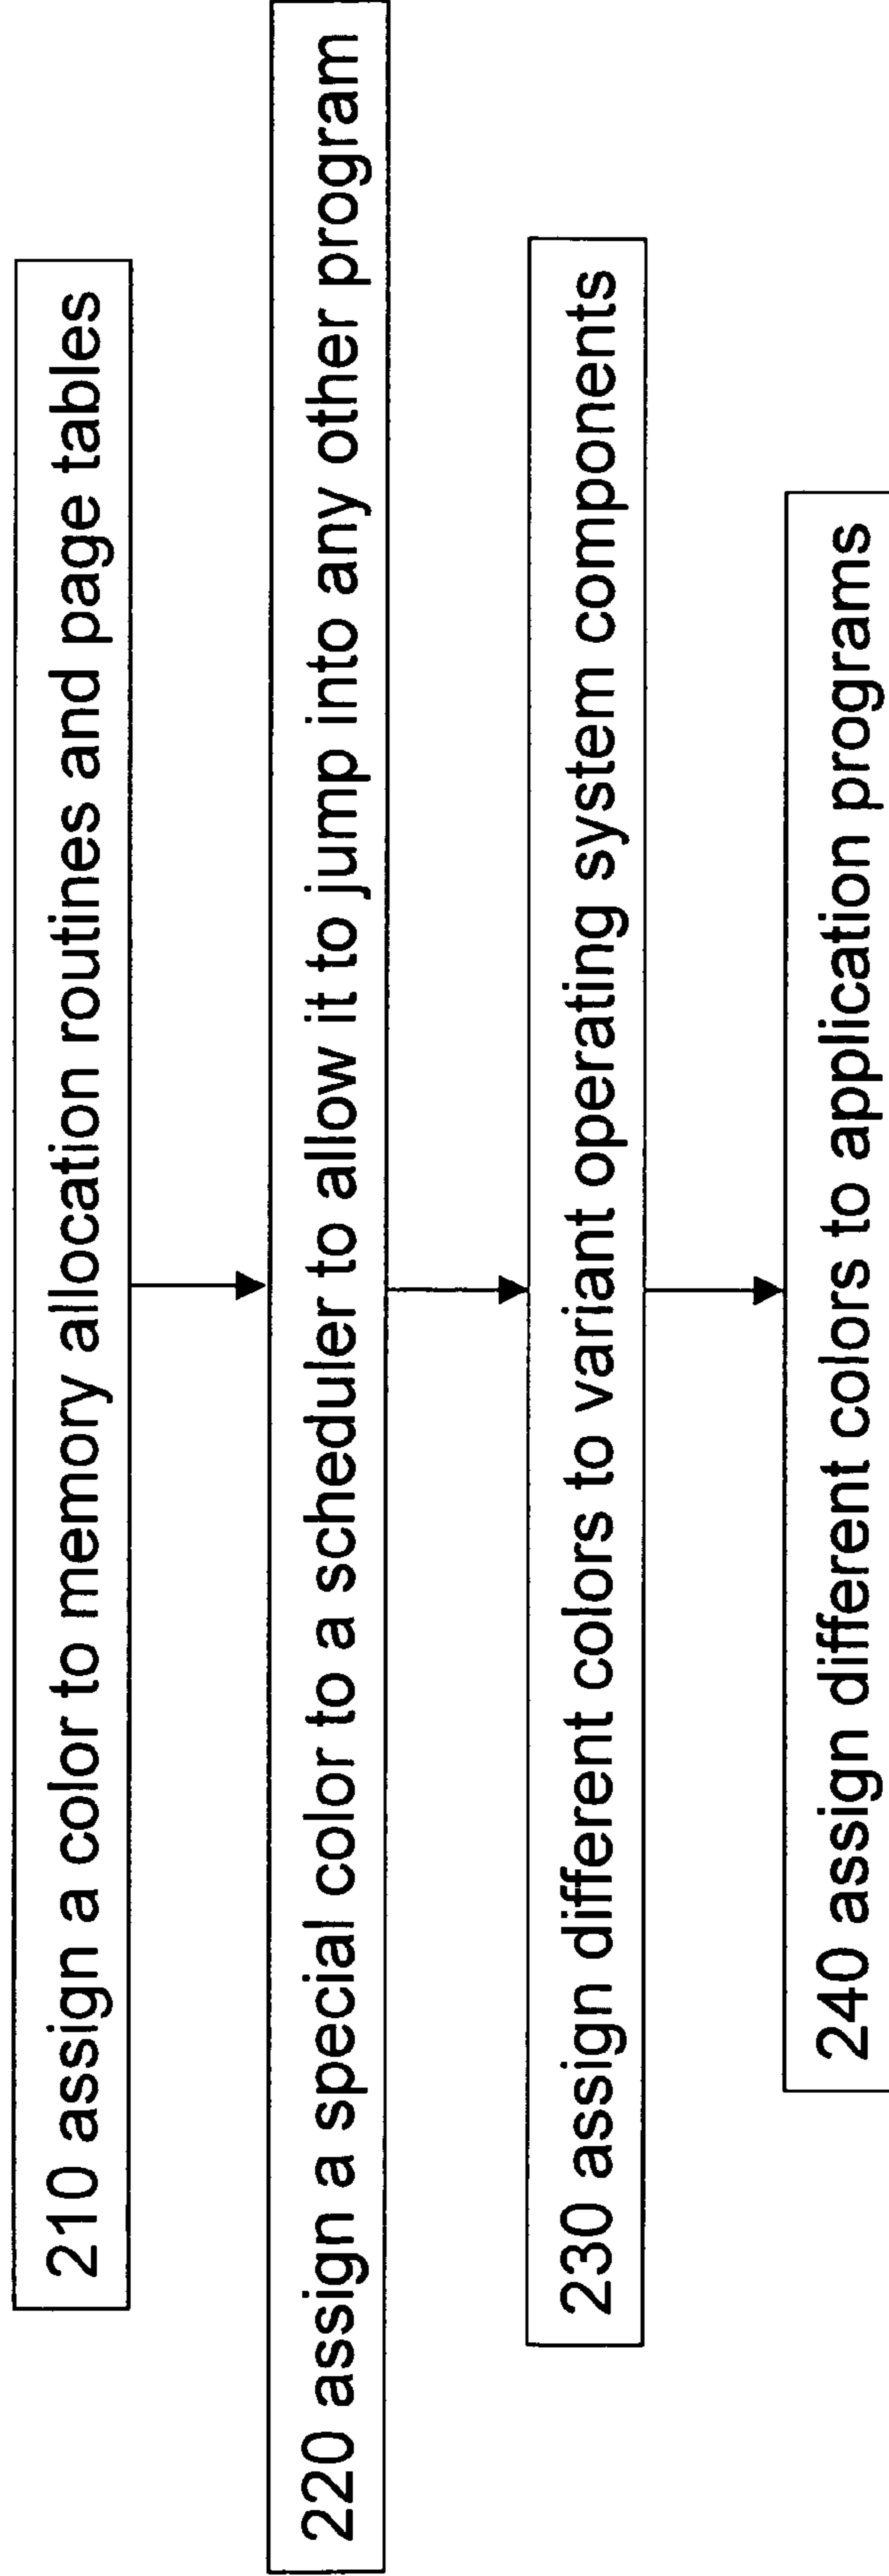 210 assign a color to memory allocation routines and page tables
220 assign a special color to a scheduler to allow it to jump into any other program
230 assign different colors to variant operating system components
240 assign different colors to application programs